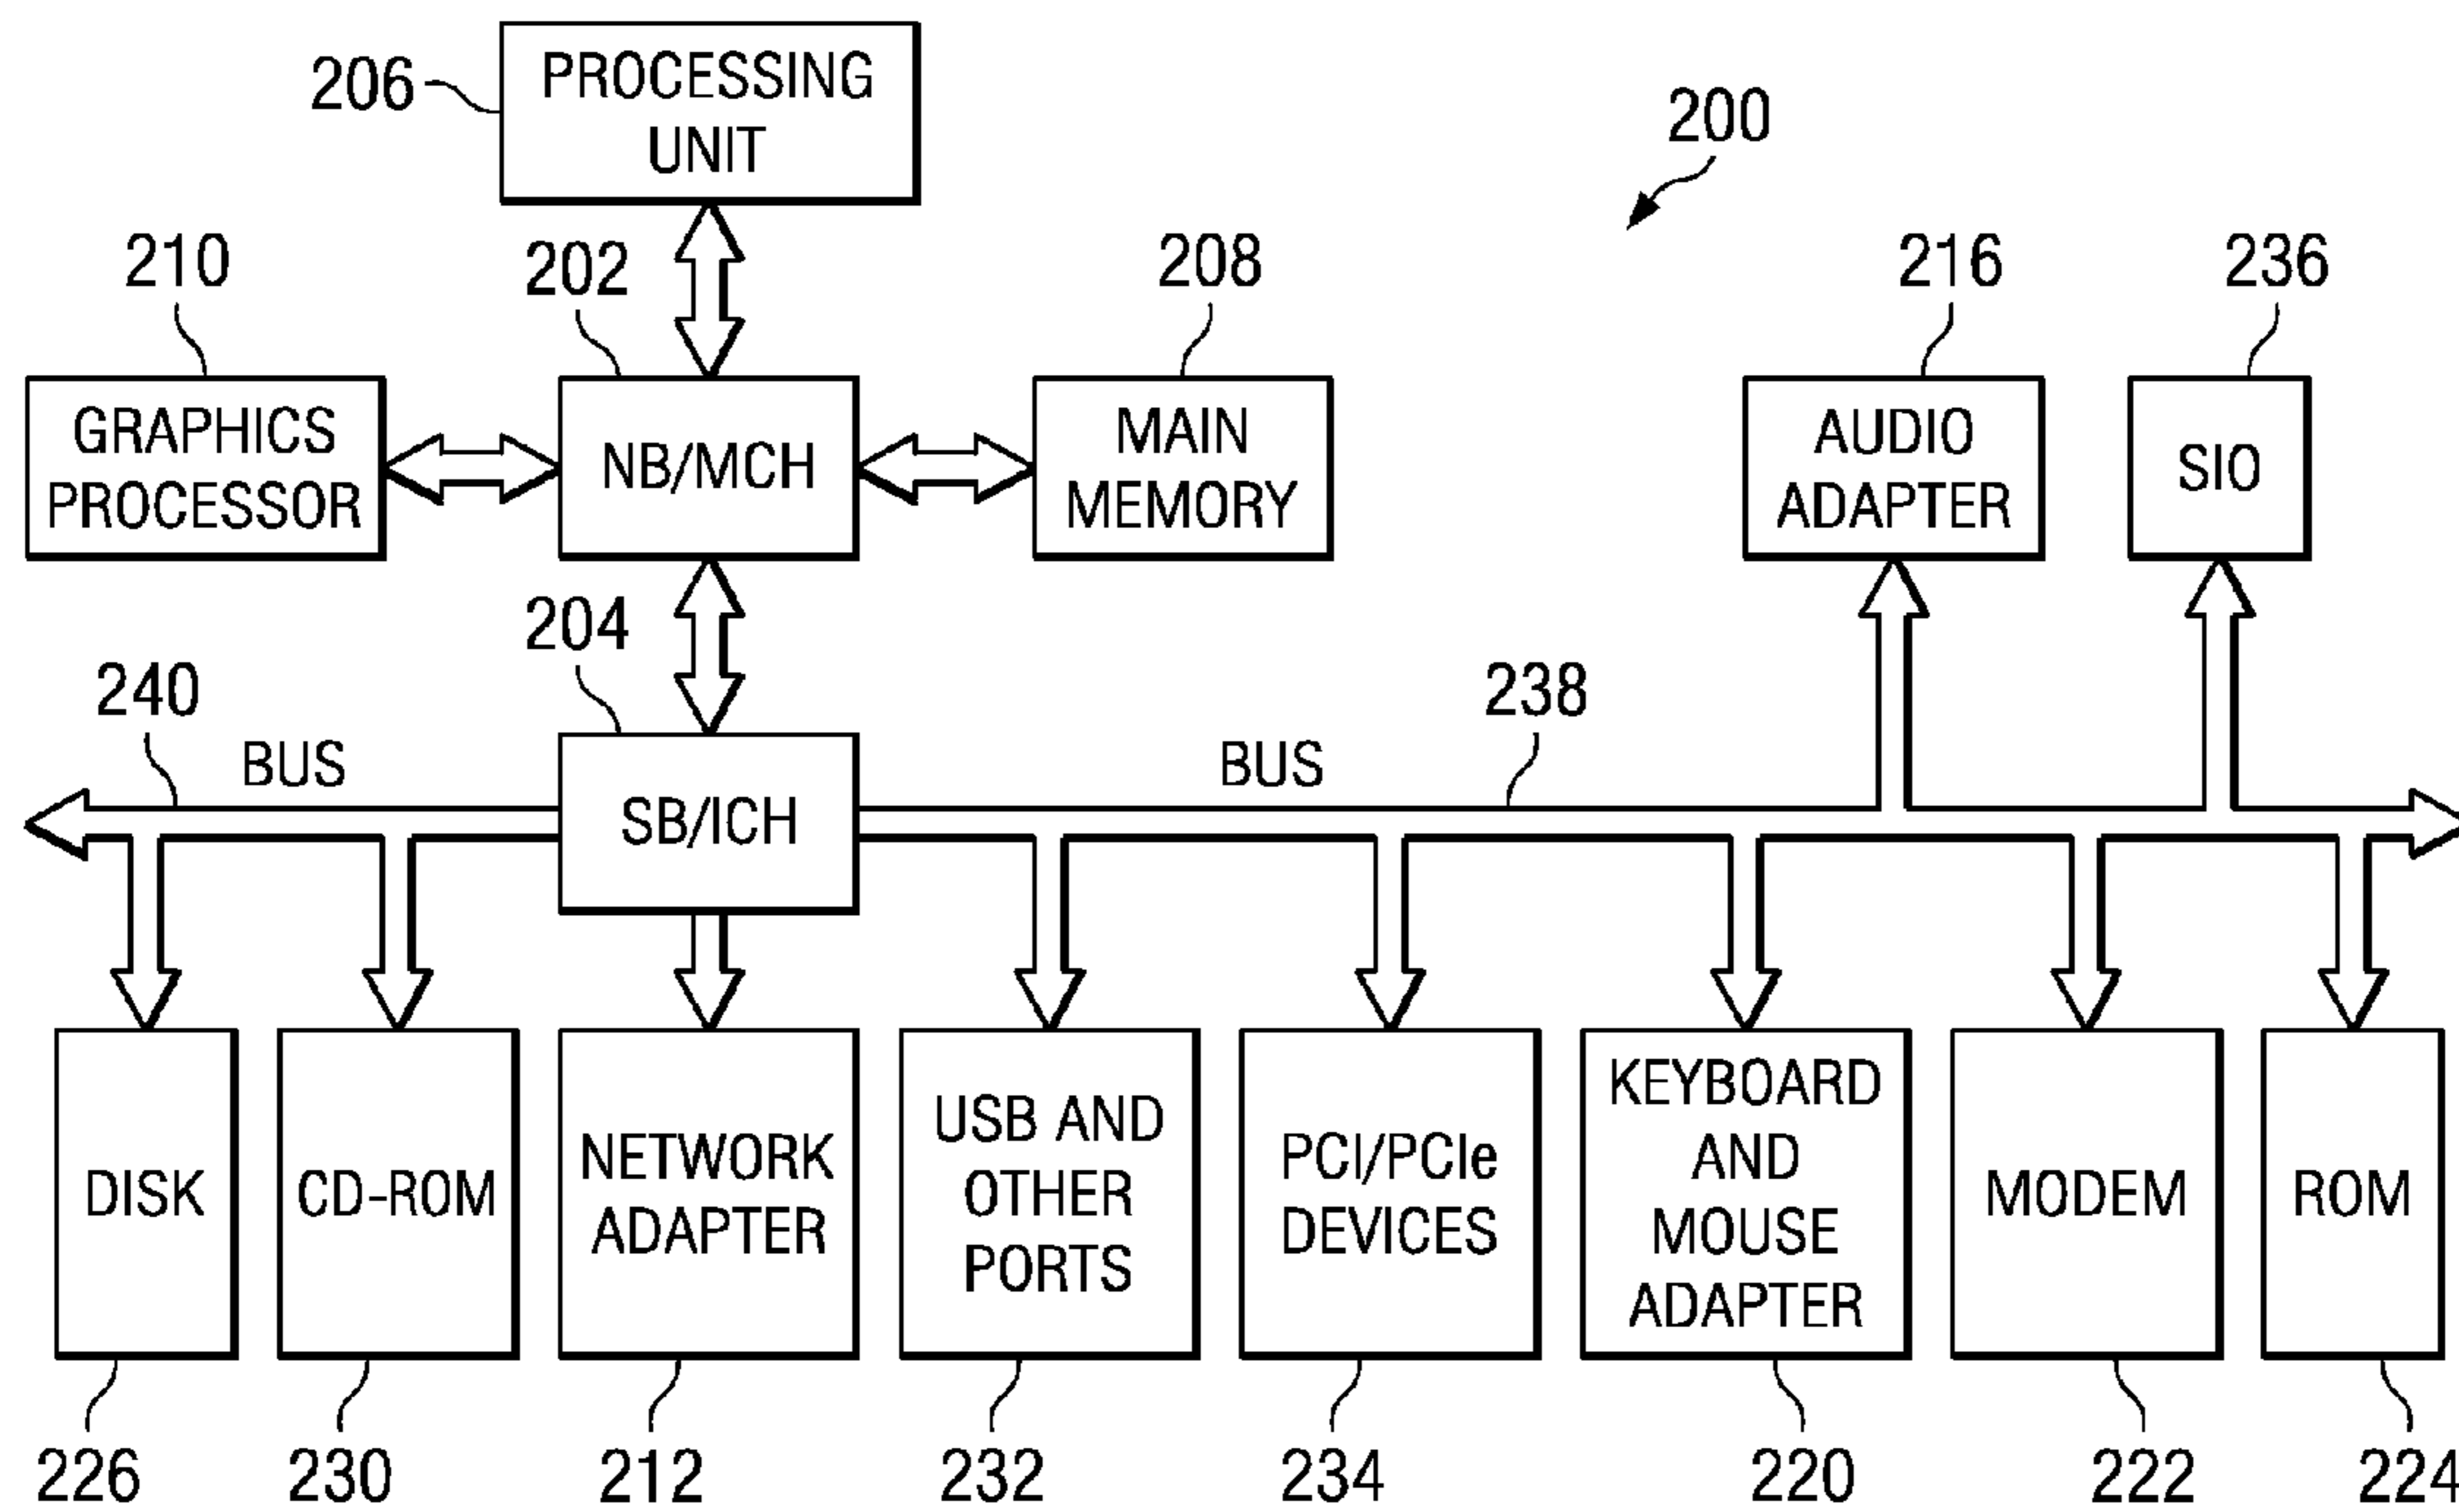 PROCESSING
UNIT
206
200
210
202
208
216
236
GRAPHICS
PROCESSOR
NB/MCH
MAIN
MEMORY
AUDIO
ADAPTER
SIO
204
240
BUS
SB/ICH
BUS
238
DISK
CD-ROM
NETWORK
ADAPTER
USB AND
OTHER
PORTS
PCI/PCIe
DEVICES
KEYBOARD
AND
MOUSE
ADAPTER
MODEM
ROM
226
230
212
232
234
220
222
224